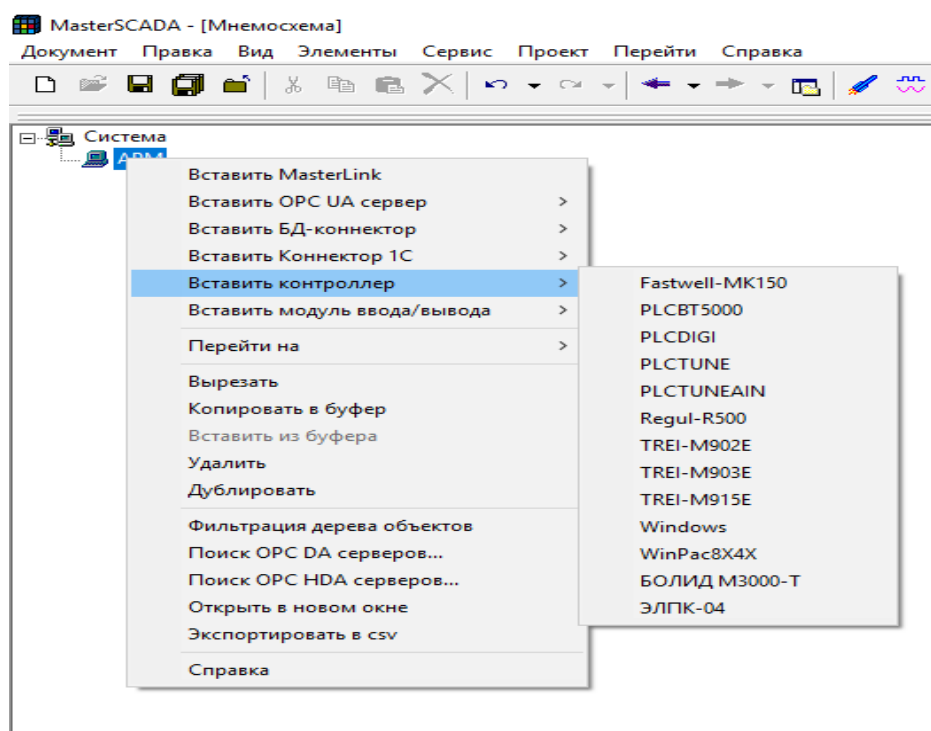 MasterSCADA - [Мнемосхема]
Документ Правка Вид Элементы Сервис Проект Перейти Справка
Система
АРМ
Вставить MasterLink
Вставить OPC UA сервер
Вставить БД-коннектор
Вставить Коннектор 1С
Вставить контроллер
Вставить модуль ввода/вывода
Перейти на
Вырезать
Копировать в буфер
Вставить из буфера
Удалить
Дублировать
Фильтрация дерева объектов
Поиск OPC DA серверов...
Поиск OPC HDA серверов...
Открыть в новом окне
Экспортировать в csv
Справка
Fastwell-MK150
PLCBT5000
PLCDIGI
PLCTUNE
PLCTUNEAIN
Regul-R500
TREI-M902E
TREI-M903E
TREI-M915E
Windows
WinPac8X4X
БОЛИД М3000-Т
ЭЛПК-04